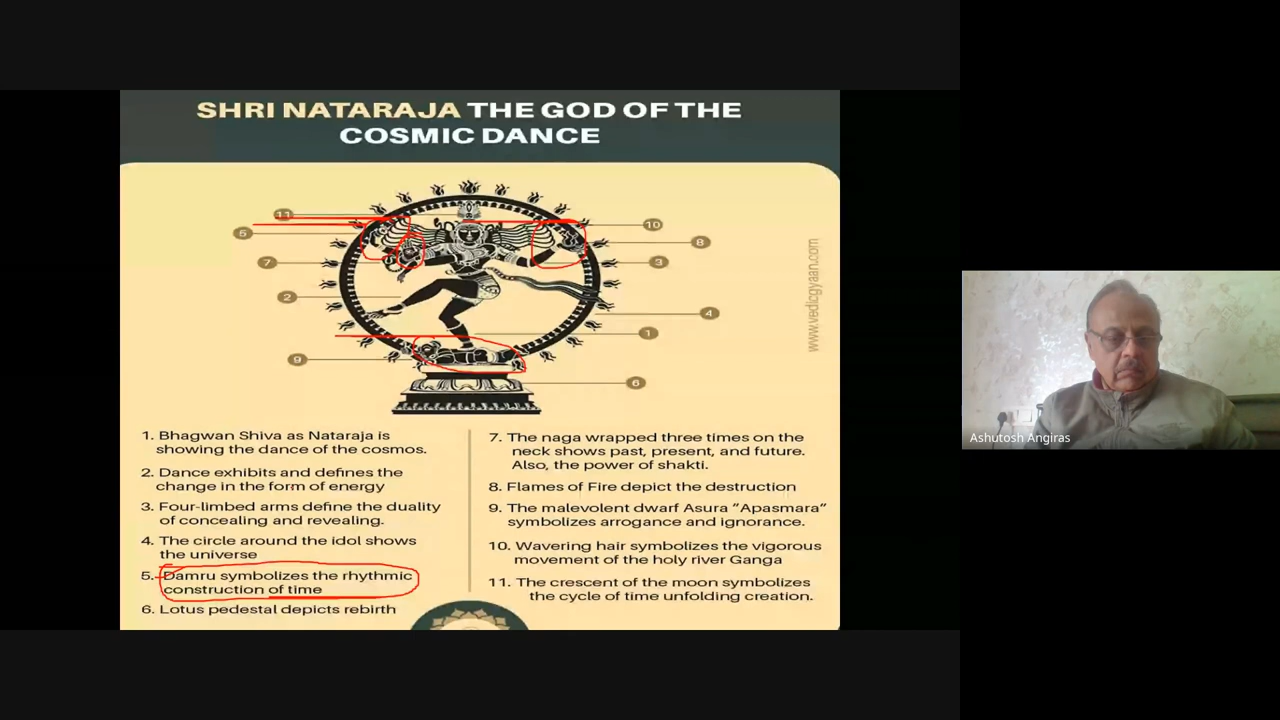 SHRI NATARAJA THE GOD OF THE
COSMIC DANCE
11
5
7
2
9
10
8
3
4
1
6
www.vedicgyaan.com
1. Bhagwan Shiva as Nataraja is
showing the dance of the cosmos.
2. Dance exhibits and defines the
change in the form of energy
3. Four-limbed arms define the duality
of concealing and revealing.
4. The circle around the idol shows
the universe
5. Damru symbolizes the rhythmic
construction of time
6. Lotus pedestal depicts rebirth
7. The naga wrapped three times on the
neck shows past, present, and future.
Also, the power of shakti.
8. Flames of Fire depict the destruction
9. The malevolent dwarf Asura “Apasmara”
symbolizes arrogance and ignorance.
10. Wavering hair symbolizes the vigorous
movement of the holy river Ganga
11. The crescent of the moon symbolizes
the cycle of time unfolding creation.
Ashutosh Angiras